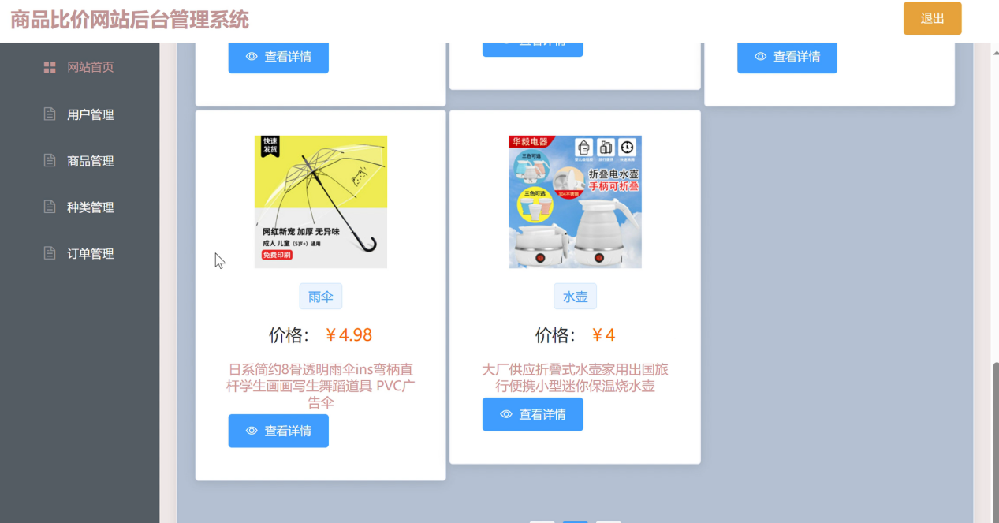 商品比价网站后台管理系统
退出
网站首页
用户管理
商品管理
种类管理
订单管理
查看详情
查看详情
查看详情
快速
发货
网红新宠 加厚 无异味
成人 儿童（5岁+）通用
免费印刷
雨伞
价格： ￥4.98
日系简约8骨透明雨伞ins弯柄直
杆学生画画写生舞蹈道具 PVC广
告伞
查看详情
华毅电器
三色可选
折叠电水壶
手柄可折叠
304不锈钢
三色可选
水壶
价格： ￥4
大厂供应折叠式水壶家用出国旅
行便携小型迷你保温烧水壶
查看详情